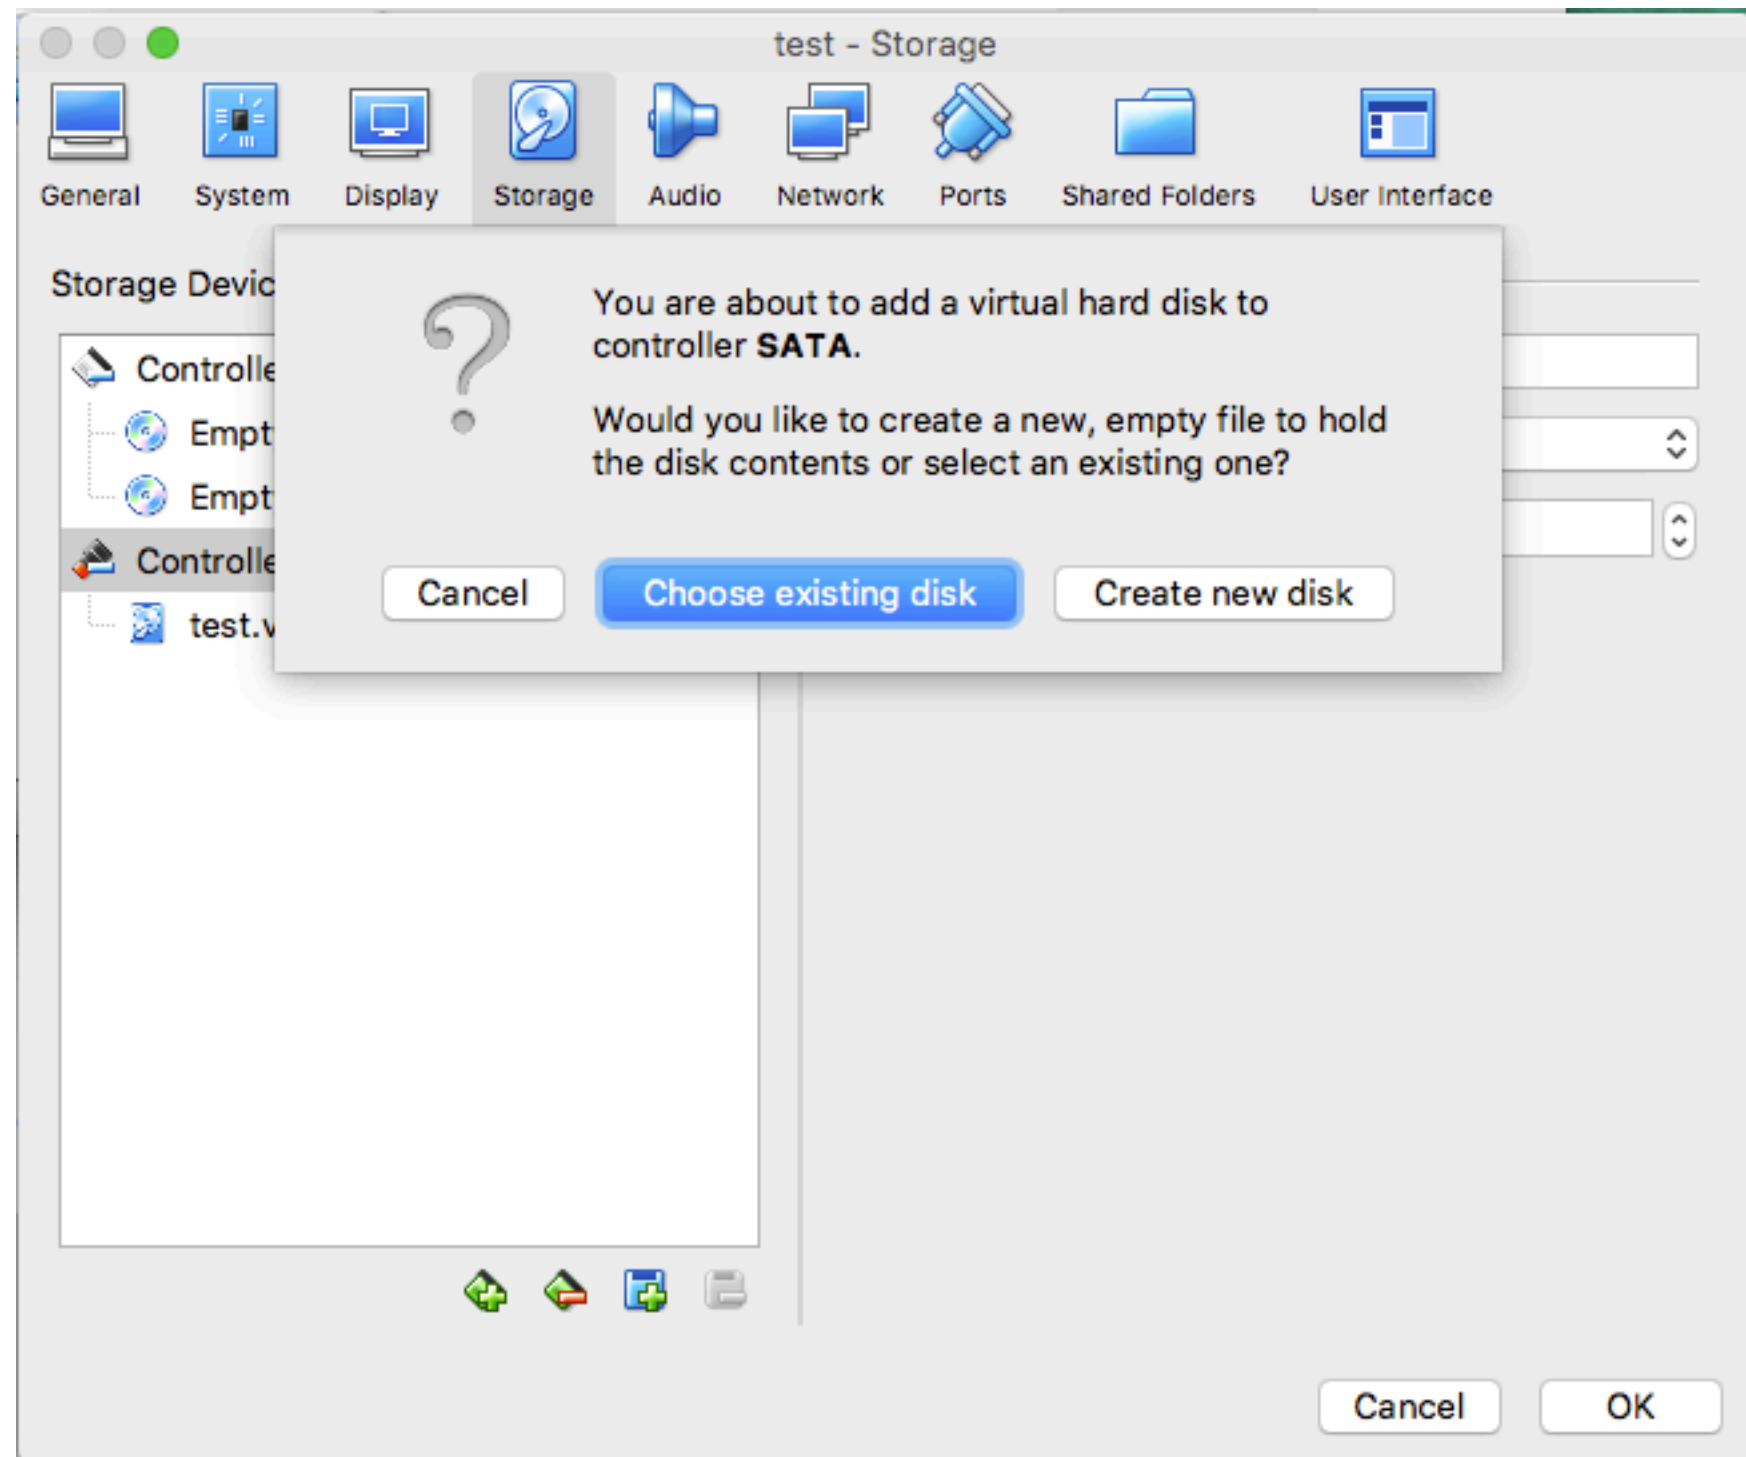 test - Storage
General System Display Storage Audio Network Ports Shared Folders User Interface
Storage Devic
You are about to add a virtual hard disk to
controller SATA.
Would you like to create a new, empty file to hold
the disk contents or select an existing one?
Cancel Choose existing disk Create new disk
Controlle
Empt
Empt
Controlle
test.v
Cancel OK